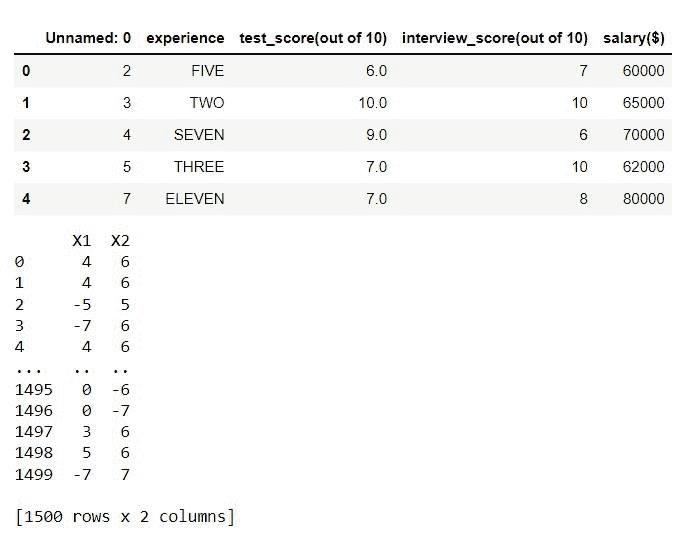 Unnamed: 0 experience test_score(out of 10) interview_score(out of 10) salary($)
0 2 FIVE 6.0 7 60000
1 3 TWO 10.0 10 65000
2 4 SEVEN 9.0 6 70000
3 5 THREE 7.0 10 62000
4 7 ELEVEN 7.0 8 80000
X1 X2
0 4 6
1 4 6
2 -5 5
3 -7 6
4 4 6
... .. ..
1495 0 -6
1496 0 -7
1497 3 6
1498 5 6
1499 -7 7
[1500 rows x 2 columns]